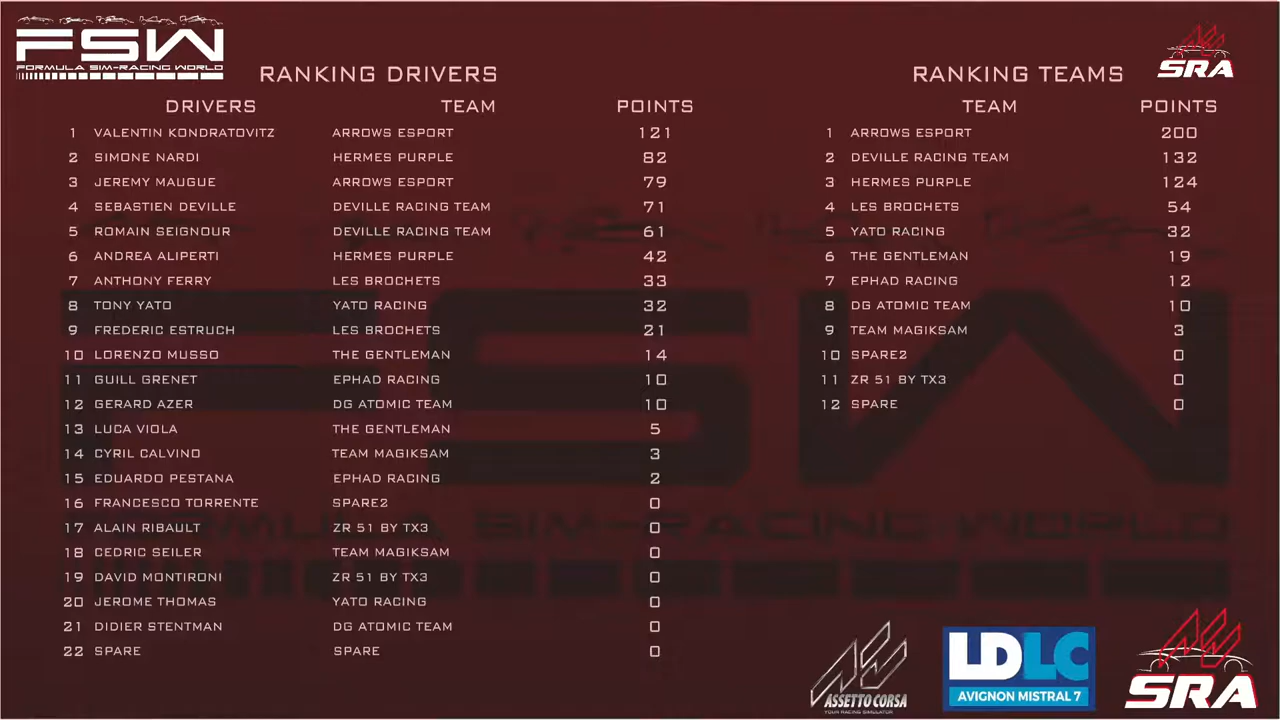 FSW
FORMULA SIM-RACING WORLD
SRA
RANKING DRIVERS
DRIVERS TEAM POINTS
1 VALENTIN KONDRATOVITZ ARROWS ESPORT 121
2 SIMONE NARDI HERMES PURPLE 82
3 JEREMY MAUGUE ARROWS ESPORT 79
4 SEBASTIEN DEVILLE DEVILLE RACING TEAM 71
5 ROMAIN SEIGNOUR DEVILLE RACING TEAM 61
6 ANDREA ALIPERTI HERMES PURPLE 42
7 ANTHONY FERRY LES BROCHETS 33
8 TONY YATO YATO RACING 32
9 FREDERIC ESTRUCH LES BROCHETS 21
10 LORENZO MUSSO THE GENTLEMAN 14
11 GUILL GRENET EPHAD RACING 10
12 GERARD AZER DG ATOMIC TEAM 10
13 LUCA VIOLA THE GENTLEMAN 5
14 CYRIL CALVINO TEAM MAGIKSAM 3
15 EDUARDO PESTANA EPHAD RACING 2
16 FRANCESCO TORRENTE SPARE2 0
17 ALAIN RIBAULT ZR 51 BY TX3 0
18 CEDRIC SEILER TEAM MAGIKSAM 0
19 DAVID MONTIRONI ZR 51 BY TX3 0
20 JEROME THOMAS YATO RACING 0
21 DIDIER STENTMAN DG ATOMIC TEAM 0
22 SPARE SPARE 0
RANKING TEAMS
TEAM POINTS
1 ARROWS ESPORT 200
2 DEVILLE RACING TEAM 132
3 HERMES PURPLE 124
4 LES BROCHETS 54
5 YATO RACING 32
6 THE GENTLEMAN 19
7 EPHAD RACING 12
8 DG ATOMIC TEAM 10
9 TEAM MAGIKSAM 3
10 SPARE2 0
11 ZR 51 BY TX3 0
12 SPARE 0
FSW
FORMULA SIM-RACING WORLD
ASSETTO CORSA
YOUR RACING SIMULATOR
LDLC
AVIGNON MISTRAL 7
SRA